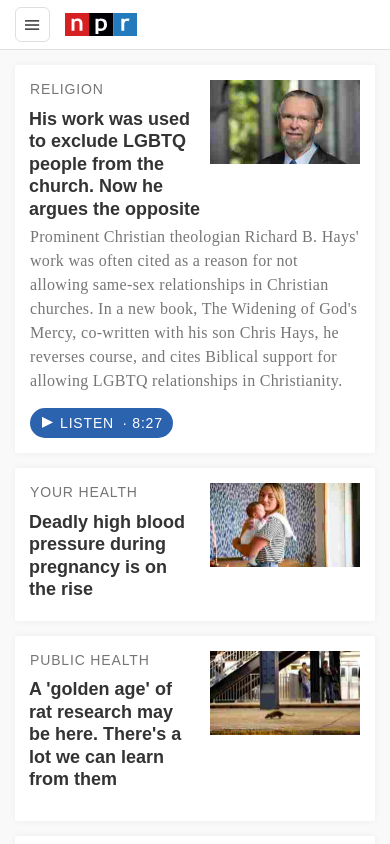 npr
RELIGION
His work was used
to exclude LGBTQ
people from the
church. Now he
argues the opposite
Prominent Christian theologian Richard B. Hays'
work was often cited as a reason for not
allowing same-sex relationships in Christian
churches. In a new book, The Widening of God's
Mercy, co-written with his son Chris Hays, he
reverses course, and cites Biblical support for
allowing LGBTQ relationships in Christianity.
LISTEN · 8:27
YOUR HEALTH
Deadly high blood
pressure during
pregnancy is on
the rise
PUBLIC HEALTH
A 'golden age' of
rat research may
be here. There's a
lot we can learn
from them